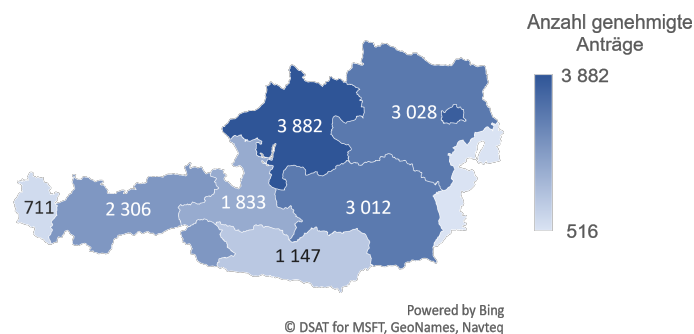 Anzahl genehmigte
Anträge
3 882
516
3 882
3 028
711
2 306
1 833
3 012
1 147
Powered by Bing
© DSAT for MSFT, GeoNames, Navteq